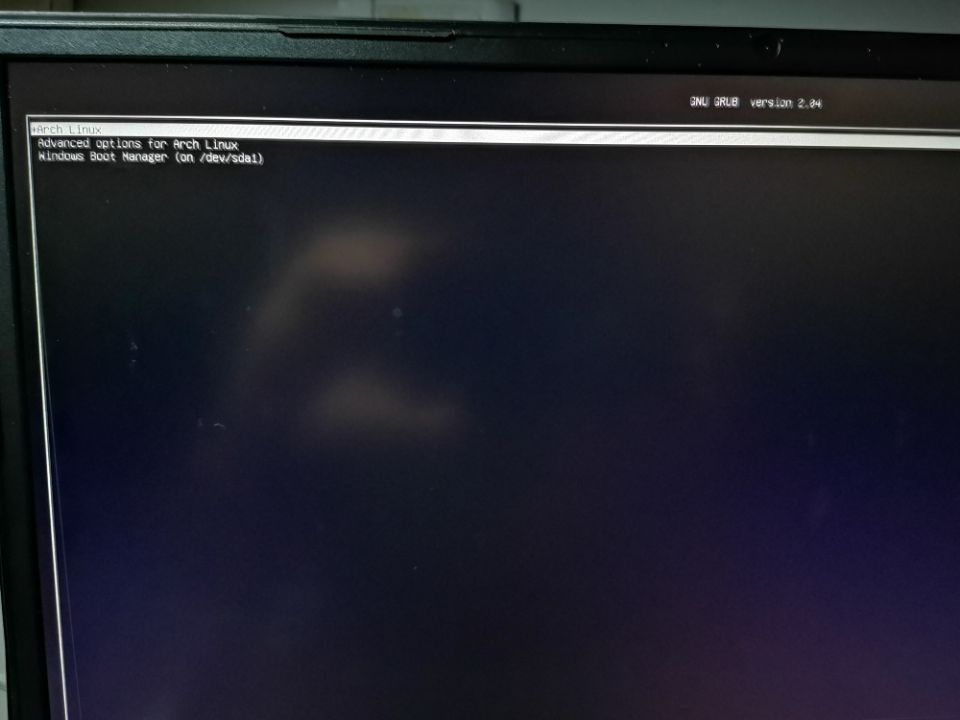 GNU GRUB version 2.04
*Arch Linux
Advanced options for Arch Linux
Windows Boot Manager (on /dev/sda1)